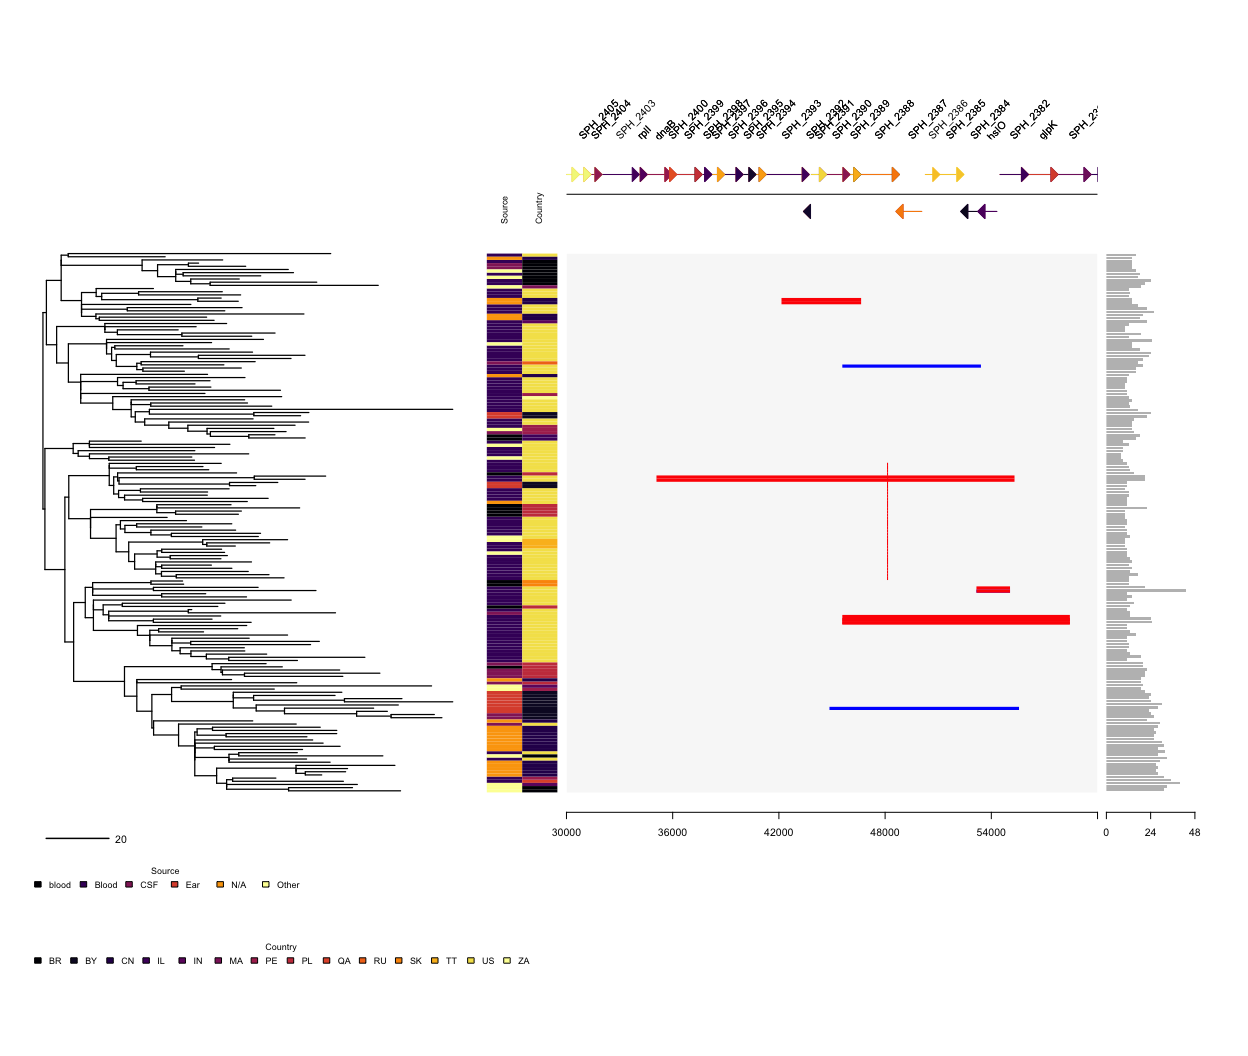 SPH_2405
SPH_2404
SPH_2403
rplI
dnaB
SPH_2400
SPH_2399
SPH_2398
SPH_2397
SPH_2396
SPH_2395
SPH_2394
SPH_2393
SPH_2392
SPH_2391
SPH_2390
SPH_2389
SPH_2388
SPH_2387
SPH_2386
SPH_2385
SPH_2384
hslO
SPH_2382
glpK
Source
Country
30000 36000 42000 48000 54000 0 24 48
20
Source
blood Blood CSF Ear N/A Other
Country
BR BY CN IL IN MA PE PL QA RU SK TT US ZA